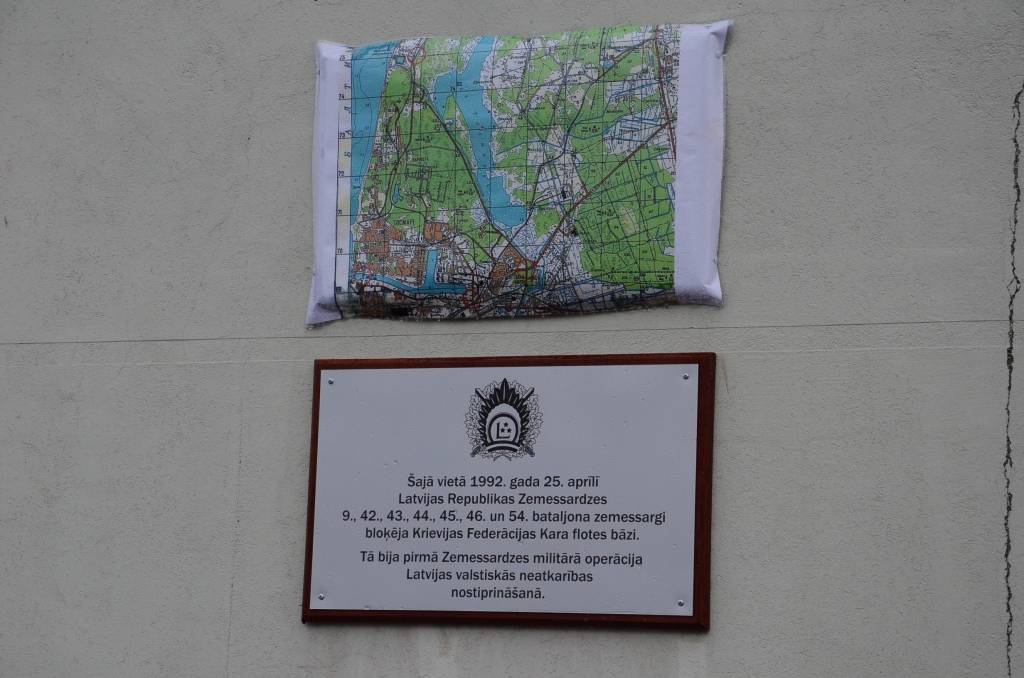 Šajā vietā 1992. gada 25. aprīlī
Latvijas Republikas Zemessardzes
9., 42., 43., 44., 45., 46. un 54. bataljona zemessargi
bloķēja Krievijas Federācijas Kara flotes bāzi.
Tā bija pirmā Zemessardzes militārā operācija
Latvijas valstiskās neatkarības
nostiprināšanā.